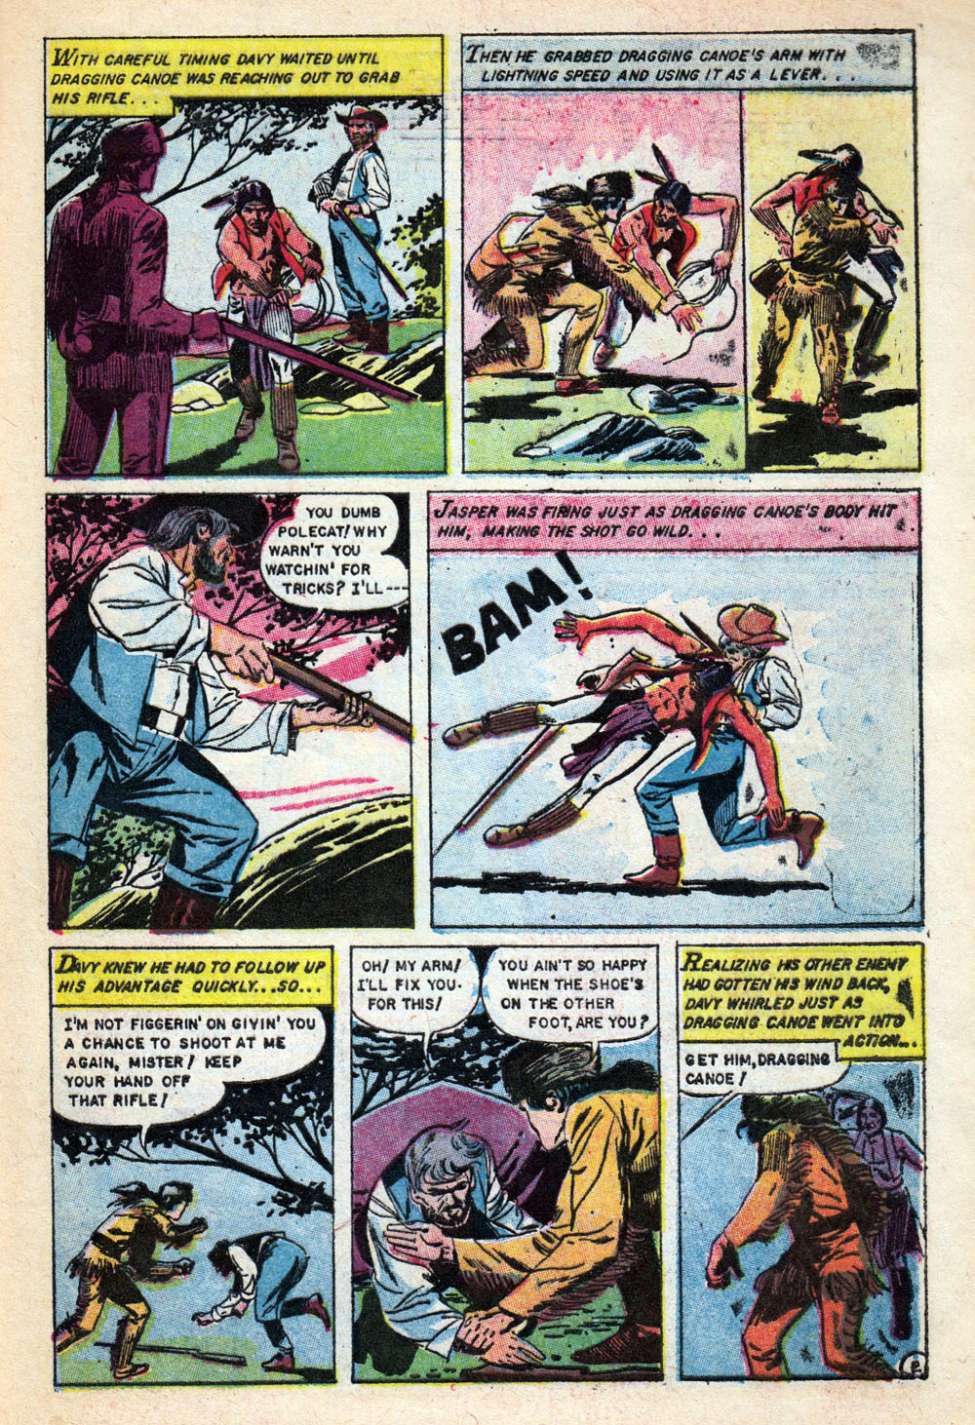 WITH CAREFUL TIMING DAVY WAITED UNTIL
DRAGGING CANOE WAS REACHING OUT TO GRAB
HIS RIFLE...
THEN HE GRABBED DRAGGING CANOE'S ARM WITH
LIGHTNING SPEED AND USING IT AS A LEVER...
YOU DUMB
POLECAT! WHY
WARN'T YOU
WATCHIN' FOR
TRICKS? I'LL---
JASPER WAS FIRING JUST AS DRAGGING CANOE'S BODY HIT
HIM, MAKING THE SHOT GO WILD...
BAM!
DAVY KNEW HE HAD TO FOLLOW UP
HIS ADVANTAGE QUICKLY...SO...
I'M NOT FIGGERIN' ON GIVIN' YOU
A CHANCE TO SHOOT AT ME
AGAIN, MISTER! KEEP
YOUR HAND OFF
THAT RIFLE!
OH! MY ARM!
I'LL FIX YOU
FOR THIS!
YOU AIN'T SO HAPPY
WHEN THE SHOE'S
ON THE OTHER
FOOT, ARE YOU?
REALIZING HIS OTHER ENEMY
HAD GOTTEN HIS WIND BACK,
DAVY WHIRLED JUST AS
DRAGGING CANOE WENT INTO
ACTION...
GET HIM, DRAGGING
CANOE!